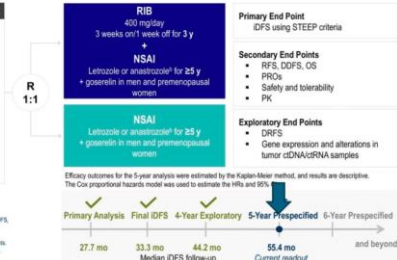 RIB
400 mg/day
3 weeks on/1 week off for 3 y
+
NSAI
Letrozole or anastrozole for ≥5 y
+ goserelin in men and premenopausal
women
R
1:1
NSAI
Letrozole or anastrozole for ≥5 y
+ goserelin in men and premenopausal
women
Primary End Point
iDFS using STEEP criteria
Secondary End Points
▪ RFS, DDFS, OS
▪ PROs
▪ Safety and tolerability
▪ PK
Exploratory End Points
▪ DRFS
▪ Gene expression and alterations in
tumor ctDNA/ctRNA samples
Efficacy outcomes for the 5-year analysis were estimated by the Kaplan-Meier method, and results are descriptive.
The Cox proportional hazards model was used to estimate the HRs and 95%
Primary Analysis Final iDFS 4-Year Exploratory 5-Year Prespecified 6-Year Prespecified
27.7 mo 33.3 mo 44.2 mo 55.4 mo and beyond
Median iDFS follow-up Current readout